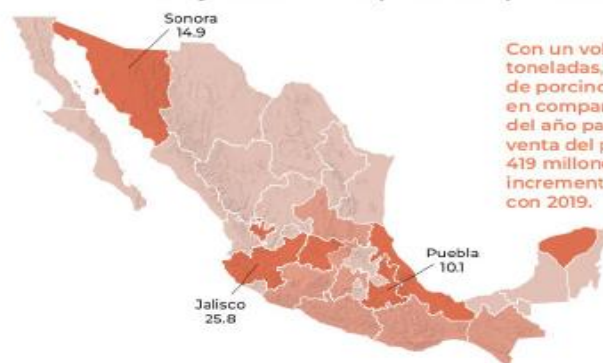 Sonora
14.9
Con un vol
toneladas,
de porcino
en compar
del año pa
venta del p
419 millone
increment
con 2019.
Puebla
10.1
Jalisco
25.8